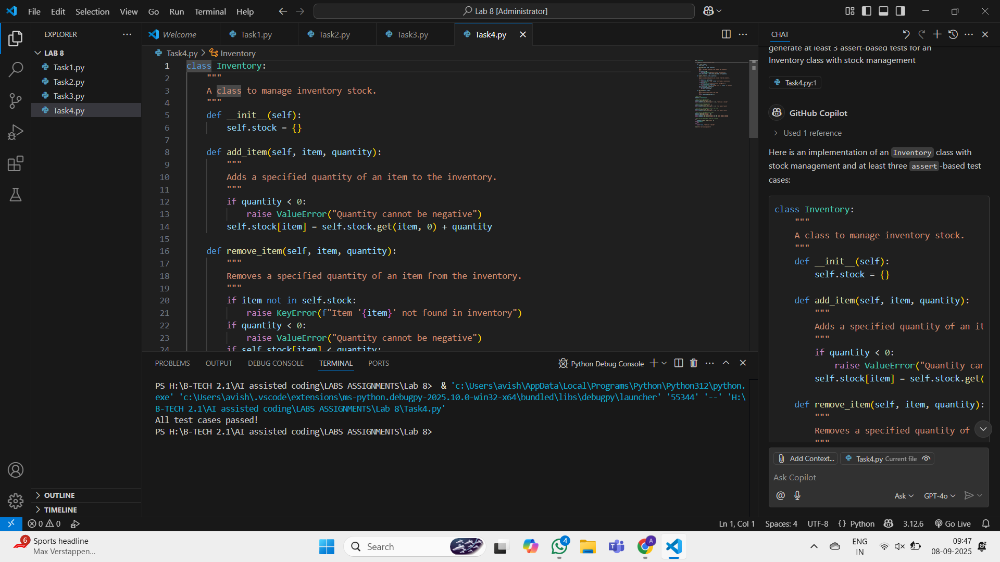 File Edit Selection View Go Run Terminal Help
Lab 8 [Administrator]
EXPLORER
LAB 8
Task1.py
Task2.py
Task3.py
Task4.py
OUTLINE
TIMELINE
Welcome Task1.py Task2.py Task3.py Task4.py
Task4.py > Inventory
1 class Inventory:
2 """
3 A class to manage inventory stock.
4 """
5 def __init__(self):
6 self.stock = {}
7
8 def add_item(self, item, quantity):
9 """
10 Adds a specified quantity of an item to the inventory.
11 """
12 if quantity < 0:
13 raise ValueError("Quantity cannot be negative")
14 self.stock[item] = self.stock.get(item, 0) + quantity
15
16 def remove_item(self, item, quantity):
17 """
18 Removes a specified quantity of an item from the inventory.
19 """
20 if item not in self.stock:
21 raise KeyError(f"Item '{item}' not found in inventory")
22 if quantity < 0:
23 raise ValueError("Quantity cannot be negative")
24 if self.stock[item] < quantity:
PROBLEMS OUTPUT DEBUG CONSOLE TERMINAL PORTS
Python Debug Console
PS H:\B-TECH 2.1\AI assisted coding\LABS ASSIGNMENTS\Lab 8> & 'c:\Users\avish\AppData\Local\Programs\Python\Python312\python.
exe' 'c:\Users\avish\.vscode\extensions\ms-python.debugpy-2025.10.0-win32-x64\bundled\libs\debugpy\launcher' '55344' '--' 'H:\
B-TECH 2.1\AI assisted coding\LABS ASSIGNMENTS\Lab 8\Task4.py'
All test cases passed!
PS H:\B-TECH 2.1\AI assisted coding\LABS ASSIGNMENTS\Lab 8>
CHAT
generate at least 3 assert-based tests for an
Inventory class with stock management
Task4.py:1
GitHub Copilot
> Used 1 reference
Here is an implementation of an Inventory class with
stock management and at least three assert-based test
cases:
class Inventory:
"""
A class to manage inventory stock.
"""
def __init__(self):
self.stock = {}
def add_item(self, item, quantity):
"""
Adds a specified quantity of an it
"""
if quantity < 0:
raise ValueError("Quantity car
self.stock[item] = self.stock.get(
def remove_item(self, item, quantity):
"""
Removes a specified quantity of
"""
Add Context... Task4.py Current file
Ask Copilot
@ Ask GPT-4o
0 0
Ln 1, Col 1 Spaces: 4 UTF-8 {} Python 3.12.6 Go Live
6
Sports headline
Max Verstappen...
Search
4
A
ENG
IN
09:47
08-09-2025